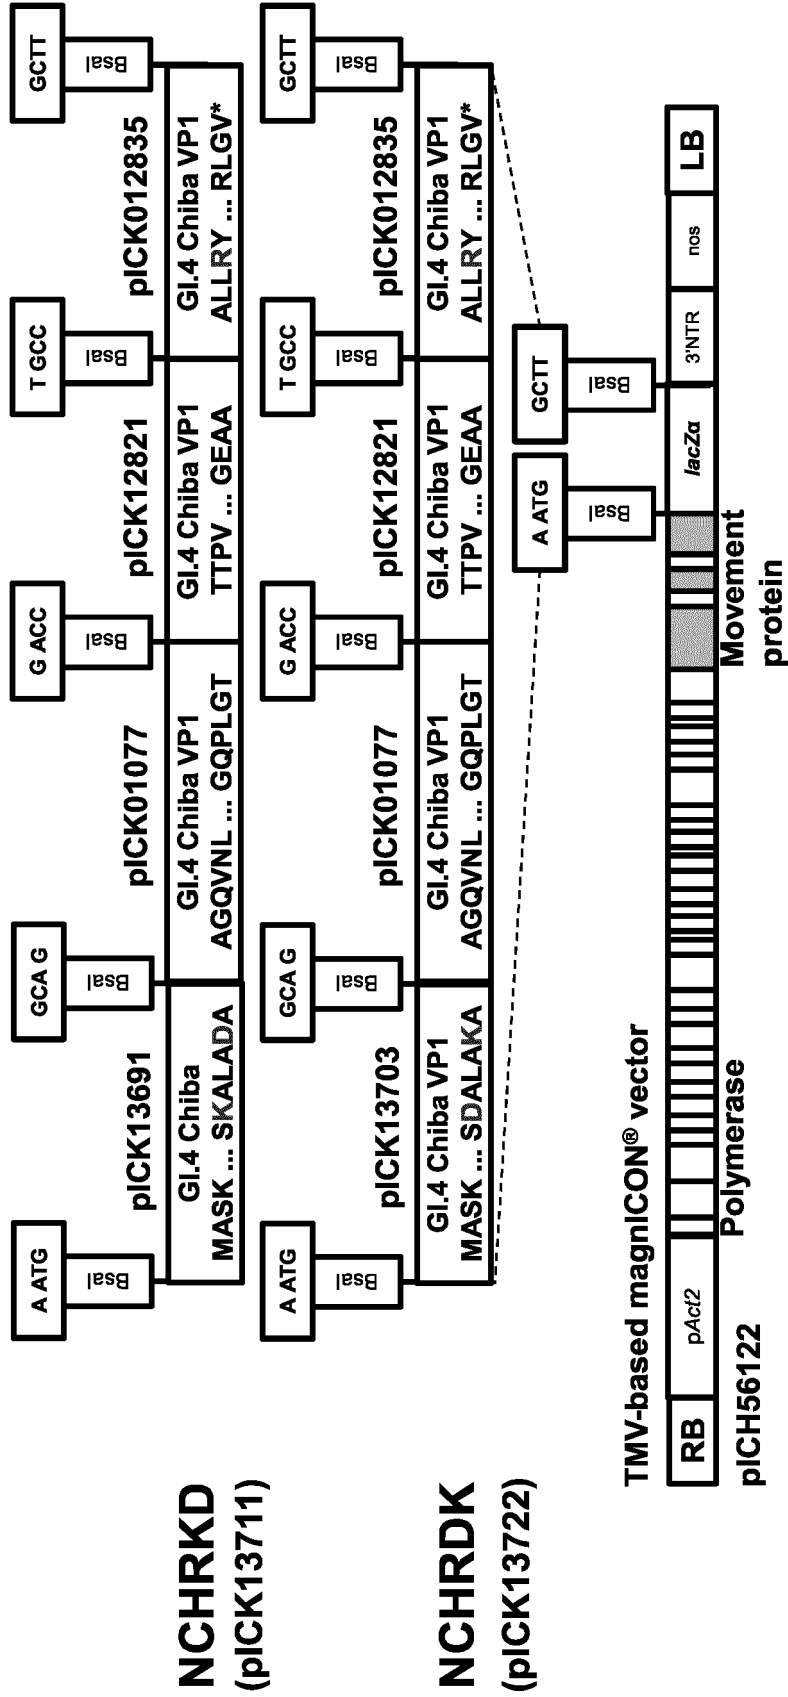 A ATG
GCA G
G ACC
T GCC
GCTT
BsaI
BsaI
BsaI
BsaI
BsaI
pICK13691
pICK01077
pICK12821
pICK012835
NCHRKD
(pICK13711)
GI.4 Chiba
MASK ... SKALADA
GI.4 Chiba VP1
AGQVNL ... GQPLGT
GI.4 Chiba VP1
TTPV ... GEAA
GI.4 Chiba VP1
ALLRY ... RLGV*
A ATG
GCA G
G ACC
T GCC
GCTT
BsaI
BsaI
BsaI
BsaI
BsaI
pICK13703
pICK01077
pICK12821
pICK012835
NCHRDK
(pICK13722)
GI.4 Chiba VP1
MASK ... SDALAKA
GI.4 Chiba VP1
AGQVNL ... GQPLGT
GI.4 Chiba VP1
TTPV ... GEAA
GI.4 Chiba VP1
ALLRY ... RLGV*
A ATG
GCTT
BsaI
BsaI
TMV-based magnICON® vector
RB
pAct2
lacZα
3'NTR
nos
LB
pICH56122
Polymerase
Movement
protein